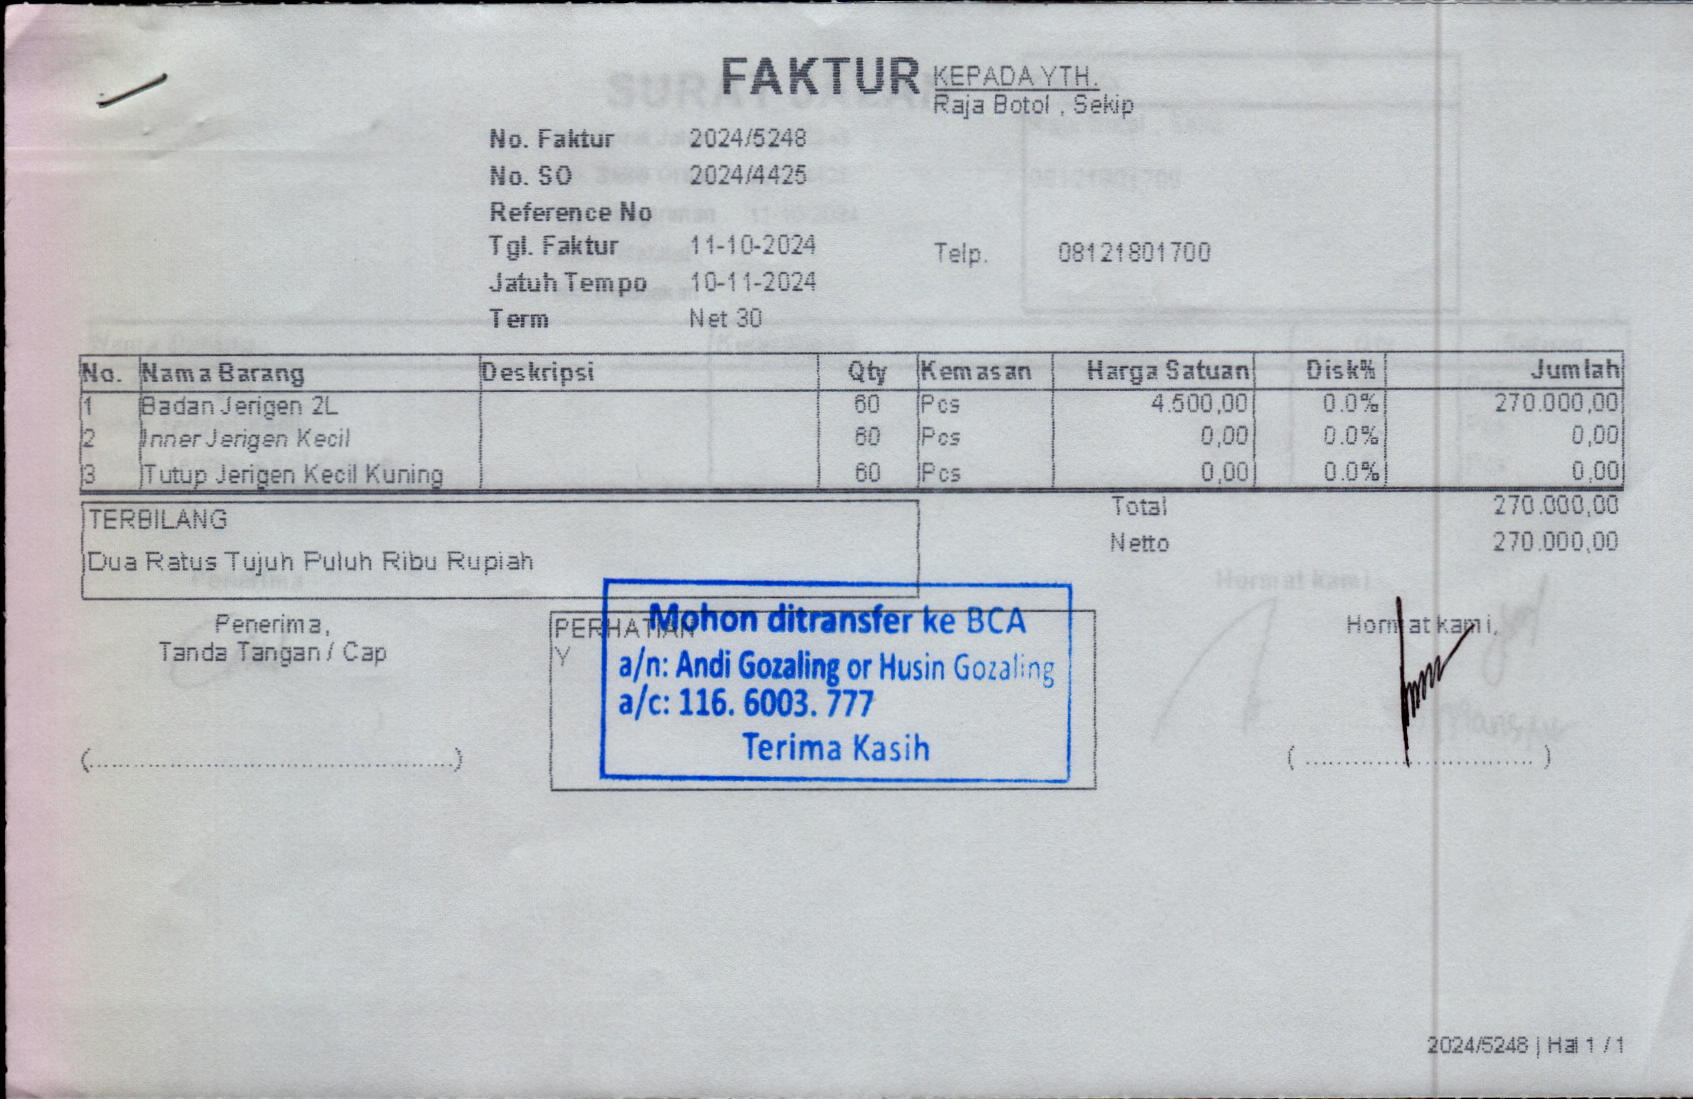 FAKTUR
KEPADA YTH.
Raja Botol , Sekip
No. Faktur 2024/5248
No. SO 2024/4425
Reference No
Tgl. Faktur 11-10-2024
Telp. 08121801700
Jatuh Tempo 10-11-2024
Term Net 30
No. Nama Barang Deskripsi Qty Kemasan Harga Satuan Disk% Jumlah
1 Badan Jerigen 2L 60 Pcs 4.500,00 0.0% 270.000,00
2 Inner Jerigen Kecil 60 Pcs 0,00 0.0% 0,00
3 Tutup Jerigen Kecil Kuning 60 Pcs 0,00 0.0% 0,00
Total 270.000,00
Netto 270.000,00
TERBILANG
Dua Ratus Tujuh Puluh Ribu Rupiah
Penerima,
Tanda Tangan / Cap
(........................................)
PERHATIAN
Y
Mohon ditransfer ke BCA
a/n: Andi Gozaling or Husin Gozaling
a/c: 116. 6003. 777
Terima Kasih
Hormat kami,
( ............................ )
2024/5248 | Hal 1 / 1